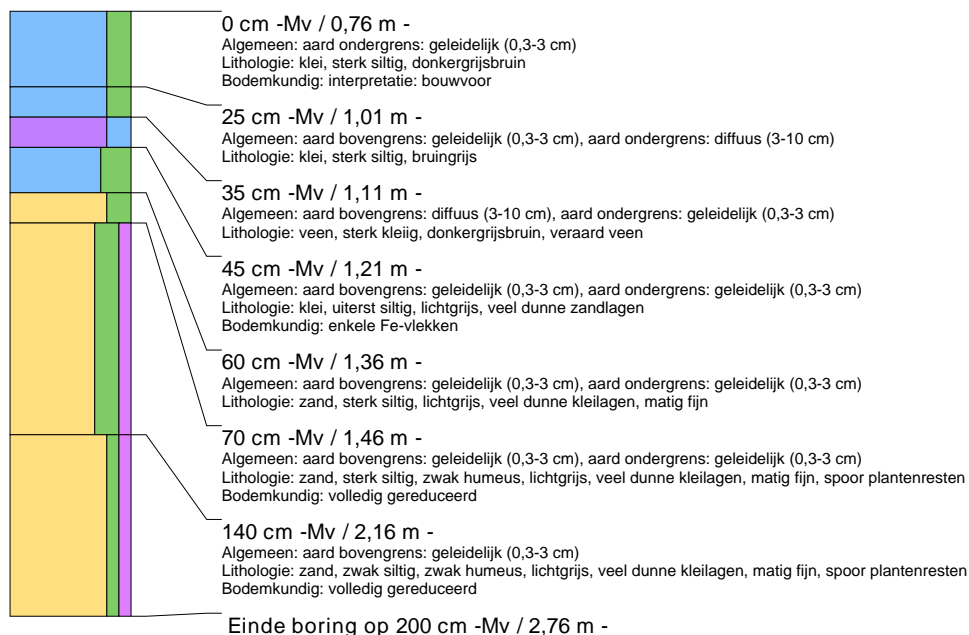 0 cm -Mv / 0,76 m -
Algemeen: aard ondergrens: geleidelijk (0,3-3 cm)
Lithologie: klei, sterk siltig, donkergrijsbruin
Bodemkundig: interpretatie: bouwvoor
25 cm -Mv / 1,01 m -
Algemeen: aard bovengrens: geleidelijk (0,3-3 cm), aard ondergrens: diffuus (3-10 cm)
Lithologie: klei, sterk siltig, bruingrijs
35 cm -Mv / 1,11 m -
Algemeen: aard bovengrens: diffuus (3-10 cm), aard ondergrens: geleidelijk (0,3-3 cm)
Lithologie: veen, sterk kleiig, donkergrijsbruin, veraard veen
45 cm -Mv / 1,21 m -
Algemeen: aard bovengrens: geleidelijk (0,3-3 cm), aard ondergrens: geleidelijk (0,3-3 cm)
Lithologie: klei, uiterst siltig, lichtgrijs, veel dunne zandlagen
Bodemkundig: enkele Fe-vlekken
60 cm -Mv / 1,36 m -
Algemeen: aard bovengrens: geleidelijk (0,3-3 cm), aard ondergrens: geleidelijk (0,3-3 cm)
Lithologie: zand, sterk siltig, lichtgrijs, veel dunne kleilagen, matig fijn
70 cm -Mv / 1,46 m -
Algemeen: aard bovengrens: geleidelijk (0,3-3 cm), aard ondergrens: geleidelijk (0,3-3 cm)
Lithologie: zand, sterk siltig, zwak humeus, lichtgrijs, veel dunne kleilagen, matig fijn, spoor plantenresten
Bodemkundig: volledig gereduceerd
140 cm -Mv / 2,16 m -
Algemeen: aard bovengrens: geleidelijk (0,3-3 cm)
Lithologie: zand, zwak siltig, zwak humeus, lichtgrijs, veel dunne kleilagen, matig fijn, spoor plantenresten
Bodemkundig: volledig gereduceerd
Einde boring op 200 cm -Mv / 2,76 m -